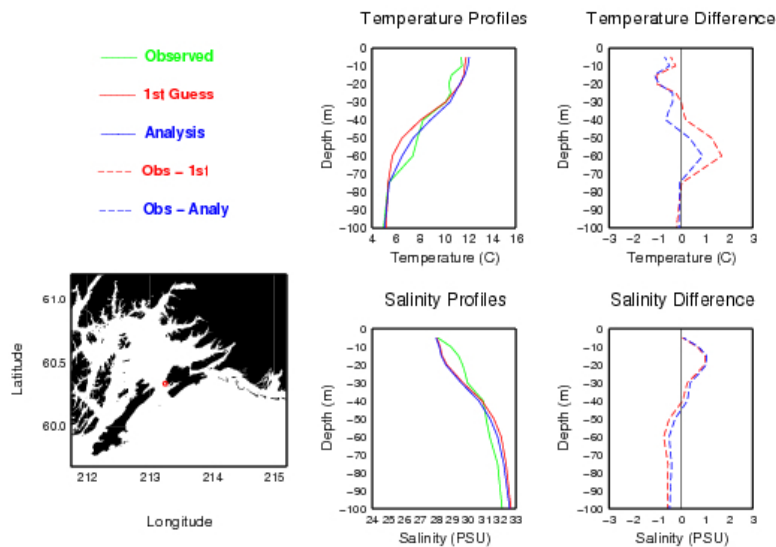 Temperature Profiles
Temperature Difference
Observed
1st Guess
Analysis
Obs - 1st
Obs - Analy
Depth (m)
0
-10
-20
-30
-40
-50
-60
-70
-80
-90
-100
4 6 8 10 12 14 16
Temperature (C)
Depth (m)
0
-10
-20
-30
-40
-50
-60
-70
-80
-90
-100
-3 -2 -1 0 1 2 3
Temperature (C)
Latitude
61.0
60.5
60.0
212 213 214 215
Longitude
Salinity Profiles
Depth (m)
0
-10
-20
-30
-40
-50
-60
-70
-80
-90
-100
24 25 26 27 28 29 30 31 32 33
Salinity (PSU)
Salinity Difference
Depth (m)
0
-10
-20
-30
-40
-50
-60
-70
-80
-90
-100
-3 -2 -1 0 1 2 3
Salinity (PSU)